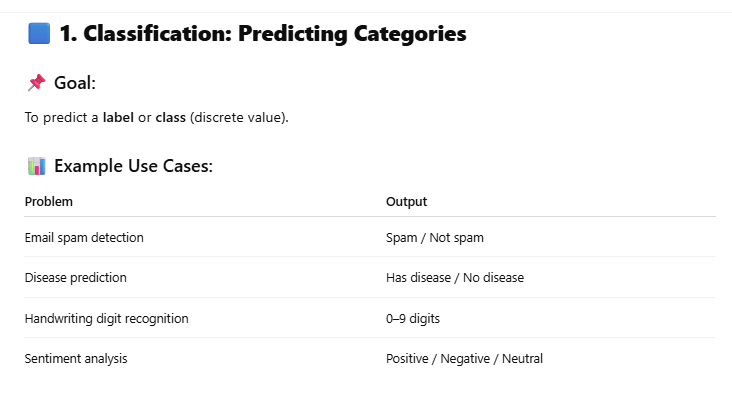 1. Classification: Predicting Categories
Goal:
To predict a label or class (discrete value).
Example Use Cases:
Problem Output
Email spam detection Spam / Not spam
Disease prediction Has disease / No disease
Handwriting digit recognition 0–9 digits
Sentiment analysis Positive / Negative / Neutral